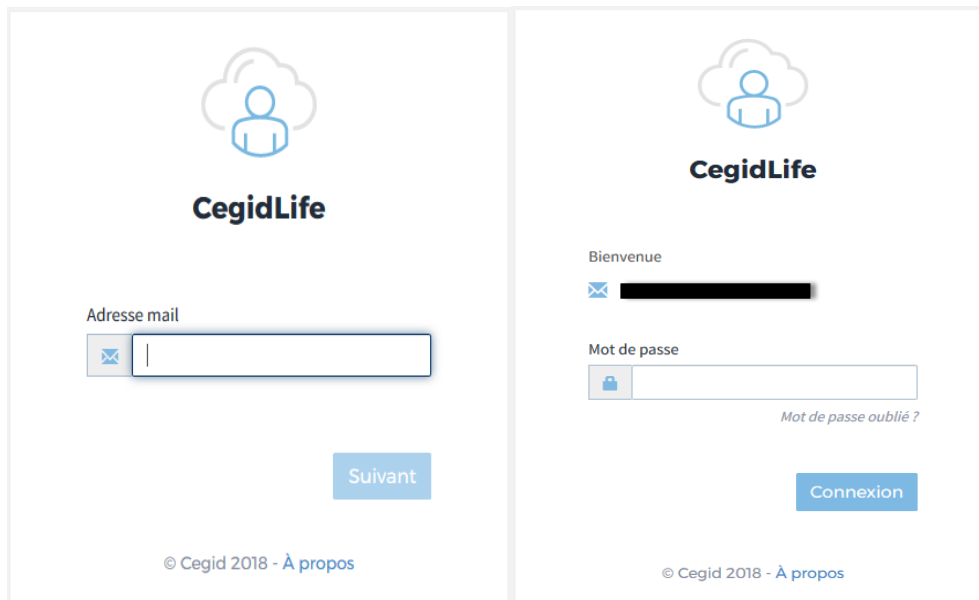 CegidLife
Adresse mail
Suivant
© Cegid 2018 - À propos
CegidLife
Bienvenue
Mot de passe
Mot de passe oublié ?
Connexion
© Cegid 2018 - À propos